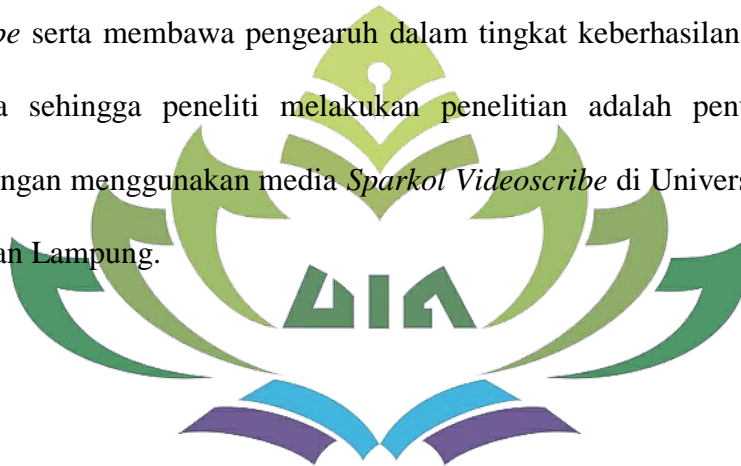 be serta membawa pengearuh dalam tingkat keberhasilan
a sehingga peneliti melakukan penelitian adalah pen
ngan menggunakan media Sparkol Videoscribe di Univers
an Lampung.
UIN